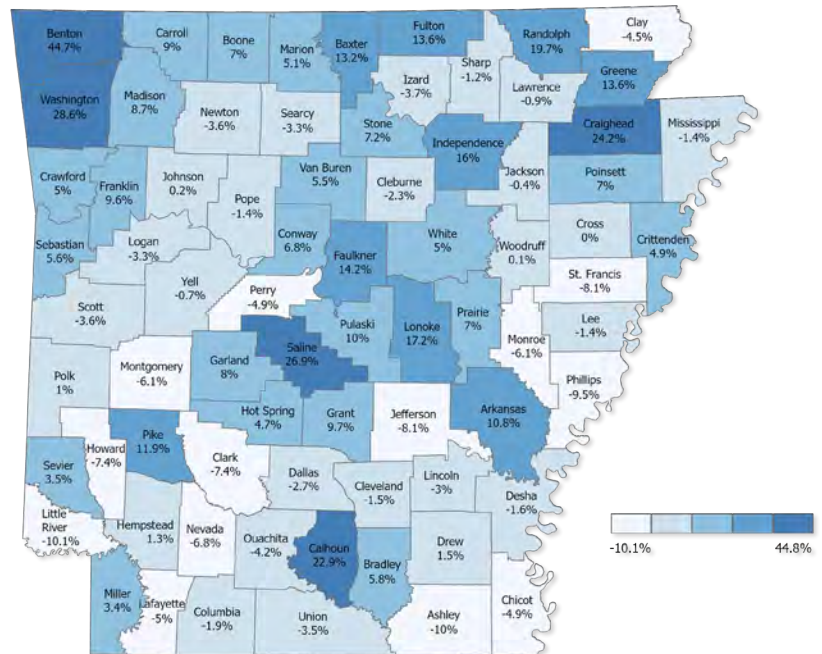 Benton
44.7%
Carroll
9%
Boone
7%
Marion
5.1%
Baxter
13.2%
Fulton
13.6%
Sharp
-1.2%
Randolph
19.7%
Clay
-4.5%
Washington
28.6%
Madison
8.7%
Newton
-3.6%
Searcy
-3.3%
Stone
7.2%
Izard
-3.7%
Lawrence
-0.9%
Greene
13.6%
Independence
16%
Craighead
24.2%
Mississippi
-1.4%
Crawford
5%
Franklin
9.6%
Johnson
0.2%
Pope
-1.4%
Van Buren
5.5%
Cleburne
-2.3%
Jackson
-0.4%
Poinsett
7%
Sebastian
5.6%
Logan
-3.3%
Conway
6.8%
Faulkner
14.2%
White
5%
Woodruff
0.1%
Cross
0%
Crittenden
4.9%
Scott
-3.6%
Yell
-0.7%
Perry
-4.9%
St. Francis
-8.1%
Saline
26.9%
Pulaski
10%
Lonoke
17.2%
Prairie
7%
Monroe
-6.1%
Lee
-1.4%
Polk
1%
Montgomery
-6.1%
Garland
8%
Phillips
-9.5%
Hot Spring
4.7%
Grant
9.7%
Jefferson
-8.1%
Arkansas
10.8%
Howard
-7.4%
Pike
11.9%
Clark
-7.4%
Sevier
3.5%
Dallas
-2.7%
Cleveland
-1.5%
Lincoln
-3%
Desha
-1.6%
Little
River
-10.1%
Hempstead
1.3%
Nevada
-6.8%
Ouachita
-4.2%
Calhoun
22.9%
Bradley
5.8%
Drew
1.5%
Miller
3.4%
Lafayette
-5%
Columbia
-1.9%
Union
-3.5%
Ashley
-10%
Chicot
-4.9%
-10.1%
44.8%